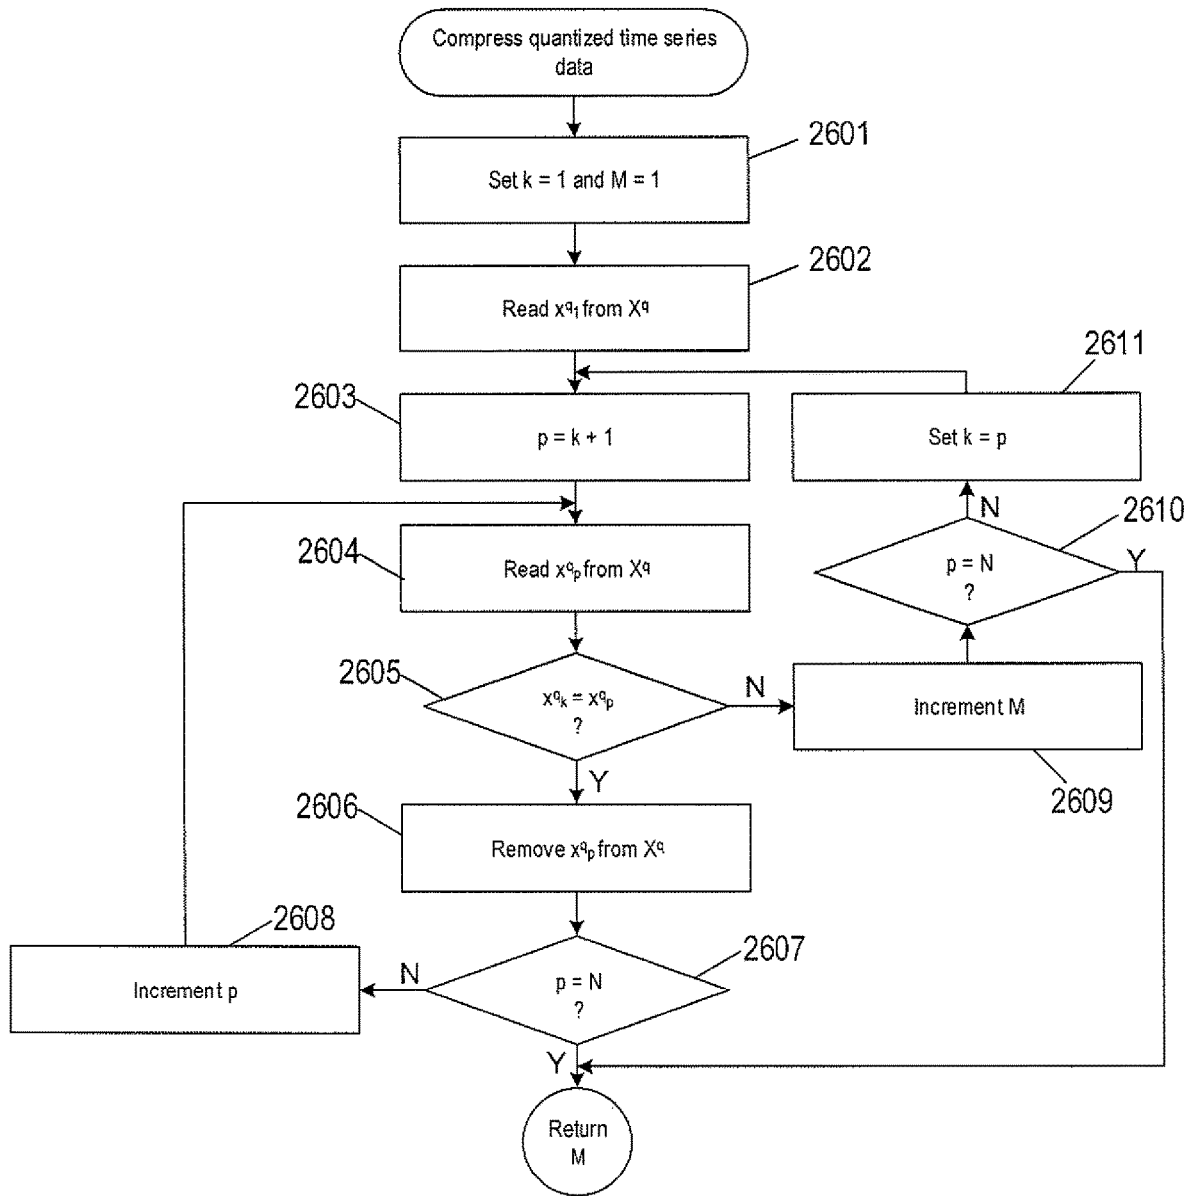 Compress quantized time series
data
2601
Set k = 1 and M = 1
2602
Read xq1 from Xq
2611
2603
p = k + 1
Set k = p
N
2610
2604
Read xqp from Xq
p = N
?
Y
2605
xqk = xqp
?
N
Increment M
Y
2609
2606
Remove xqp from Xq
2608
Increment p
N
2607
p = N
?
Y
Return
M